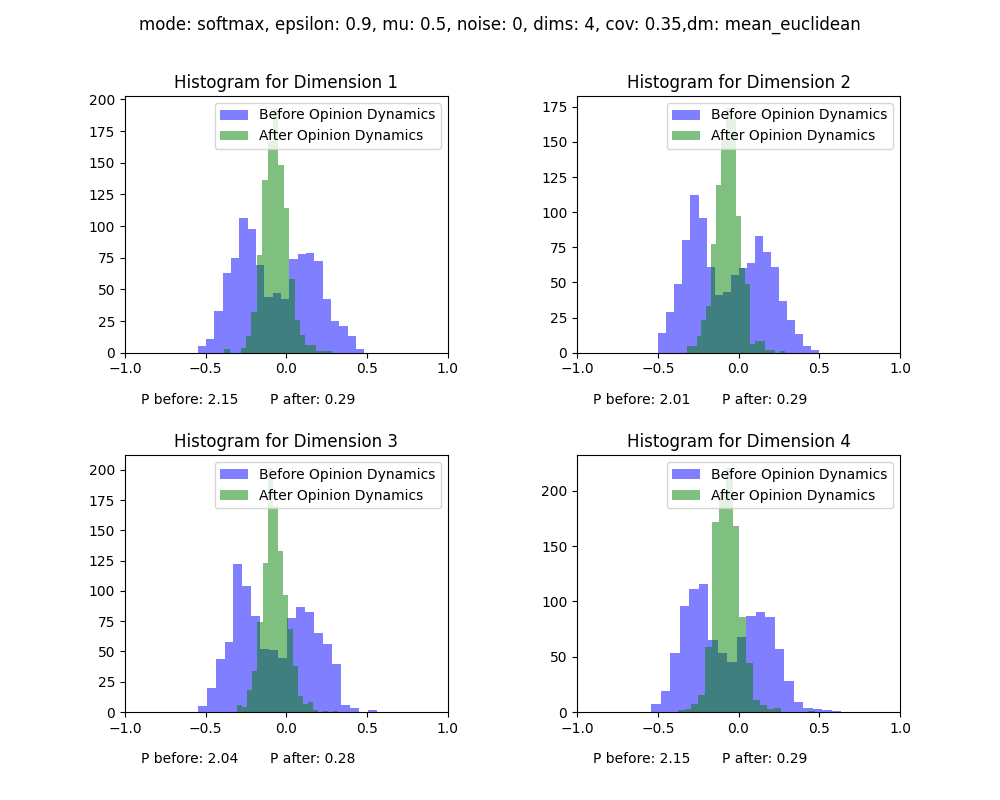 mode: softmax, epsilon: 0.9, mu: 0.5, noise: 0, dims: 4, cov: 0.35,dm: mean_euclidean
Histogram for Dimension 1
Before Opinion Dynamics
After Opinion Dynamics
200
175
150
125
100
75
50
25
0
−1.0 −0.5 0.0 0.5 1.0
P before: 2.15 P after: 0.29
Histogram for Dimension 2
Before Opinion Dynamics
After Opinion Dynamics
175
150
125
100
75
50
25
0
−1.0 −0.5 0.0 0.5 1.0
P before: 2.01 P after: 0.29
Histogram for Dimension 3
Before Opinion Dynamics
After Opinion Dynamics
200
175
150
125
100
75
50
25
0
−1.0 −0.5 0.0 0.5 1.0
P before: 2.04 P after: 0.28
Histogram for Dimension 4
Before Opinion Dynamics
After Opinion Dynamics
200
150
100
50
0
−1.0 −0.5 0.0 0.5 1.0
P before: 2.15 P after: 0.29